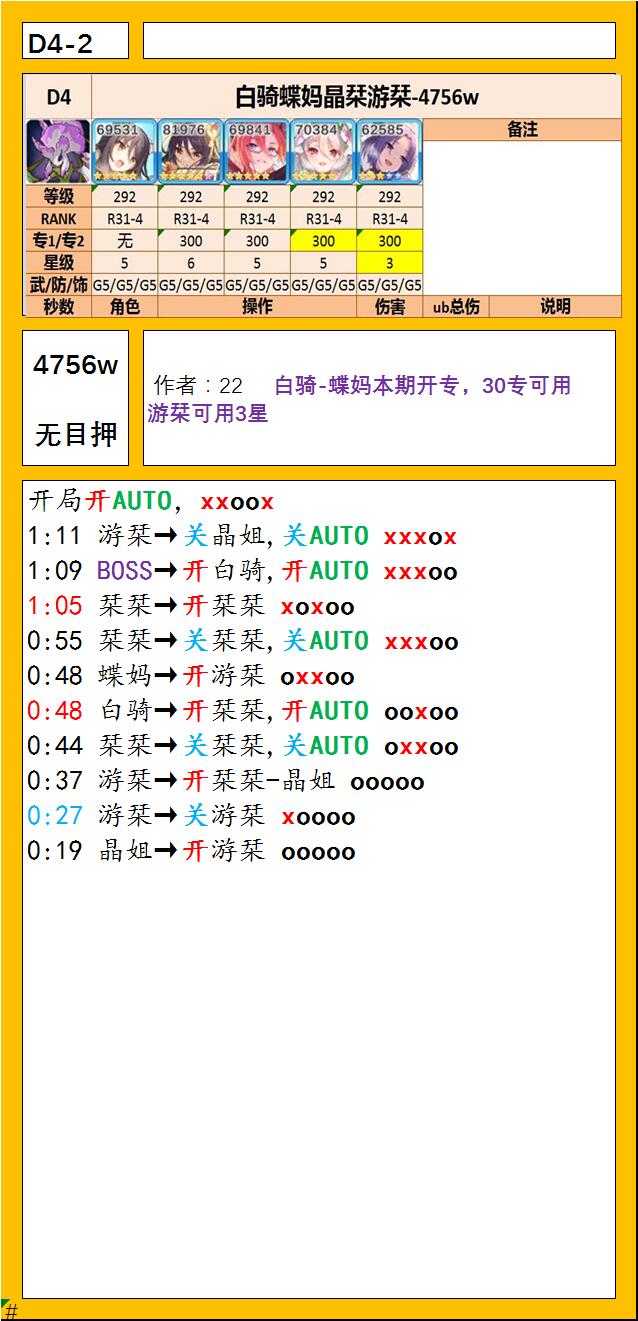 D4-2
D4 白骑蝶妈晶栞游栞-4756w
69531 81976 69841 70384 62585 备注
等级 292 292 292 292 292
RANK R31-4 R31-4 R31-4 R31-4 R31-4
专1/专2 无 300 300 300 300
星级 5 6 5 5 3
武/防/饰 G5/G5/G5 G5/G5/G5 G5/G5/G5 G5/G5/G5 G5/G5/G5
秒数 角色 操作 伤害 ub总伤 说明
4756w
无目押
作者：22 白骑-蝶妈本期开专，30专可用
游栞可用3星
开局开AUTO, xxoox
1:11 游栞→关晶姐,关AUTO xxxox
1:09 BOSS→开白骑,开AUTO xxxoo
1:05 栞栞→开栞栞 xoxoo
0:55 栞栞→关栞栞,关AUTO xxxoo
0:48 蝶妈→开游栞 oxxoo
0:48 白骑→开栞栞,开AUTO ooxoo
0:44 栞栞→关栞栞,关AUTO oxxoo
0:37 游栞→开栞栞-晶姐 ooooo
0:27 游栞→关游栞 xoooo
0:19 晶姐→开游栞 ooooo
#